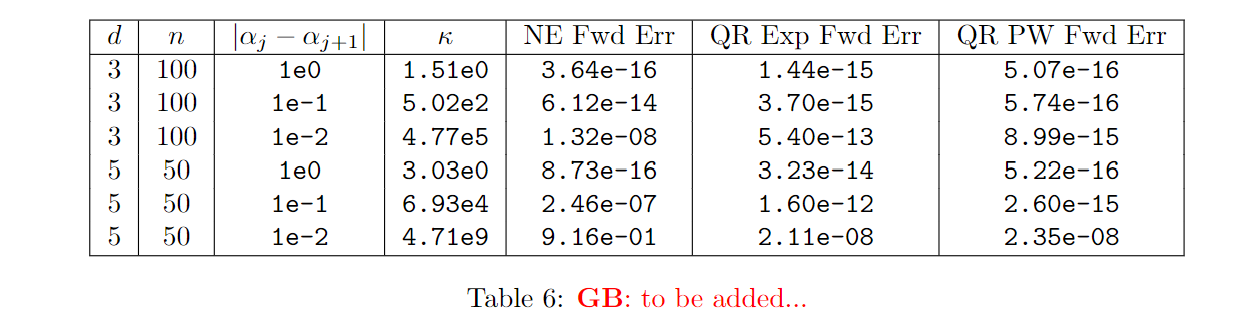 d n |αj − αj+1| κ NE Fwd Err QR Exp Fwd Err QR PW Fwd Err
3 100 1e0 1.51e0 3.64e-16 1.44e-15 5.07e-16
3 100 1e-1 5.02e2 6.12e-14 3.70e-15 5.74e-16
3 100 1e-2 4.77e5 1.32e-08 5.40e-13 8.99e-15
5 50 1e0 3.03e0 8.73e-16 3.23e-14 5.22e-16
5 50 1e-1 6.93e4 2.46e-07 1.60e-12 2.60e-15
5 50 1e-2 4.71e9 9.16e-01 2.11e-08 2.35e-08
Table 6: GB: to be added...